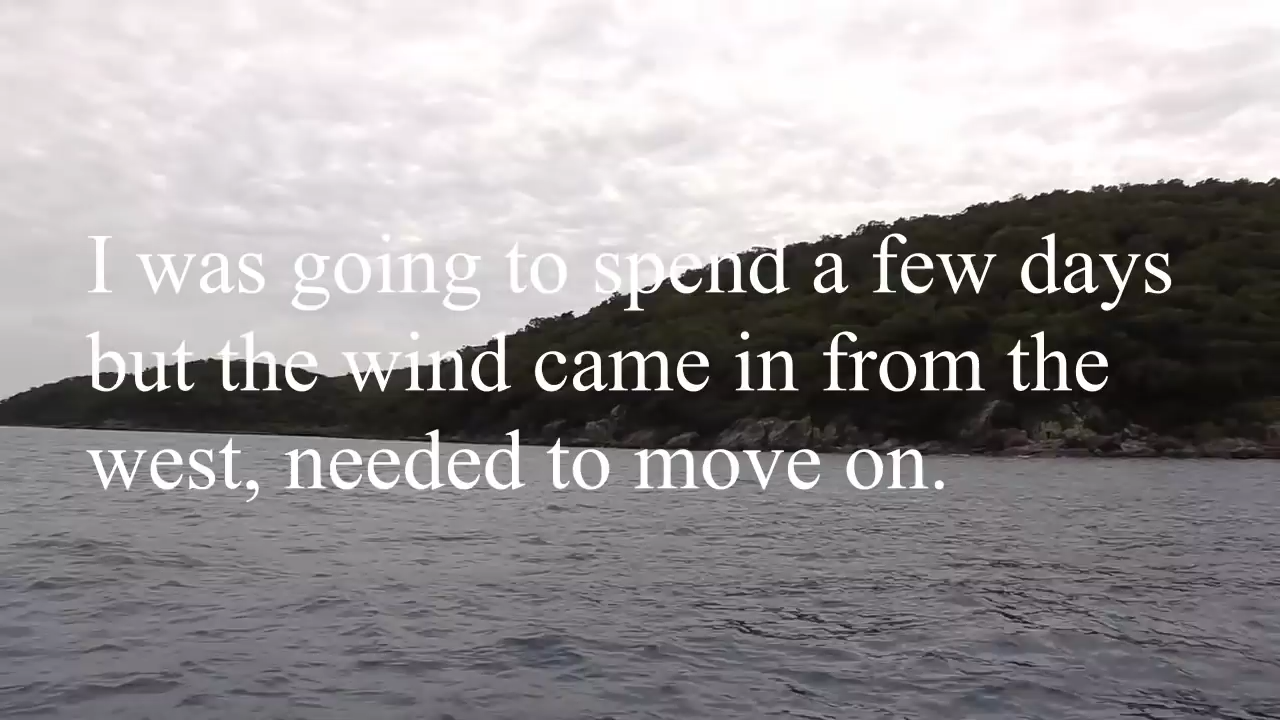 I was going to spend a few days
but the wind came in from the
west, needed to move on.